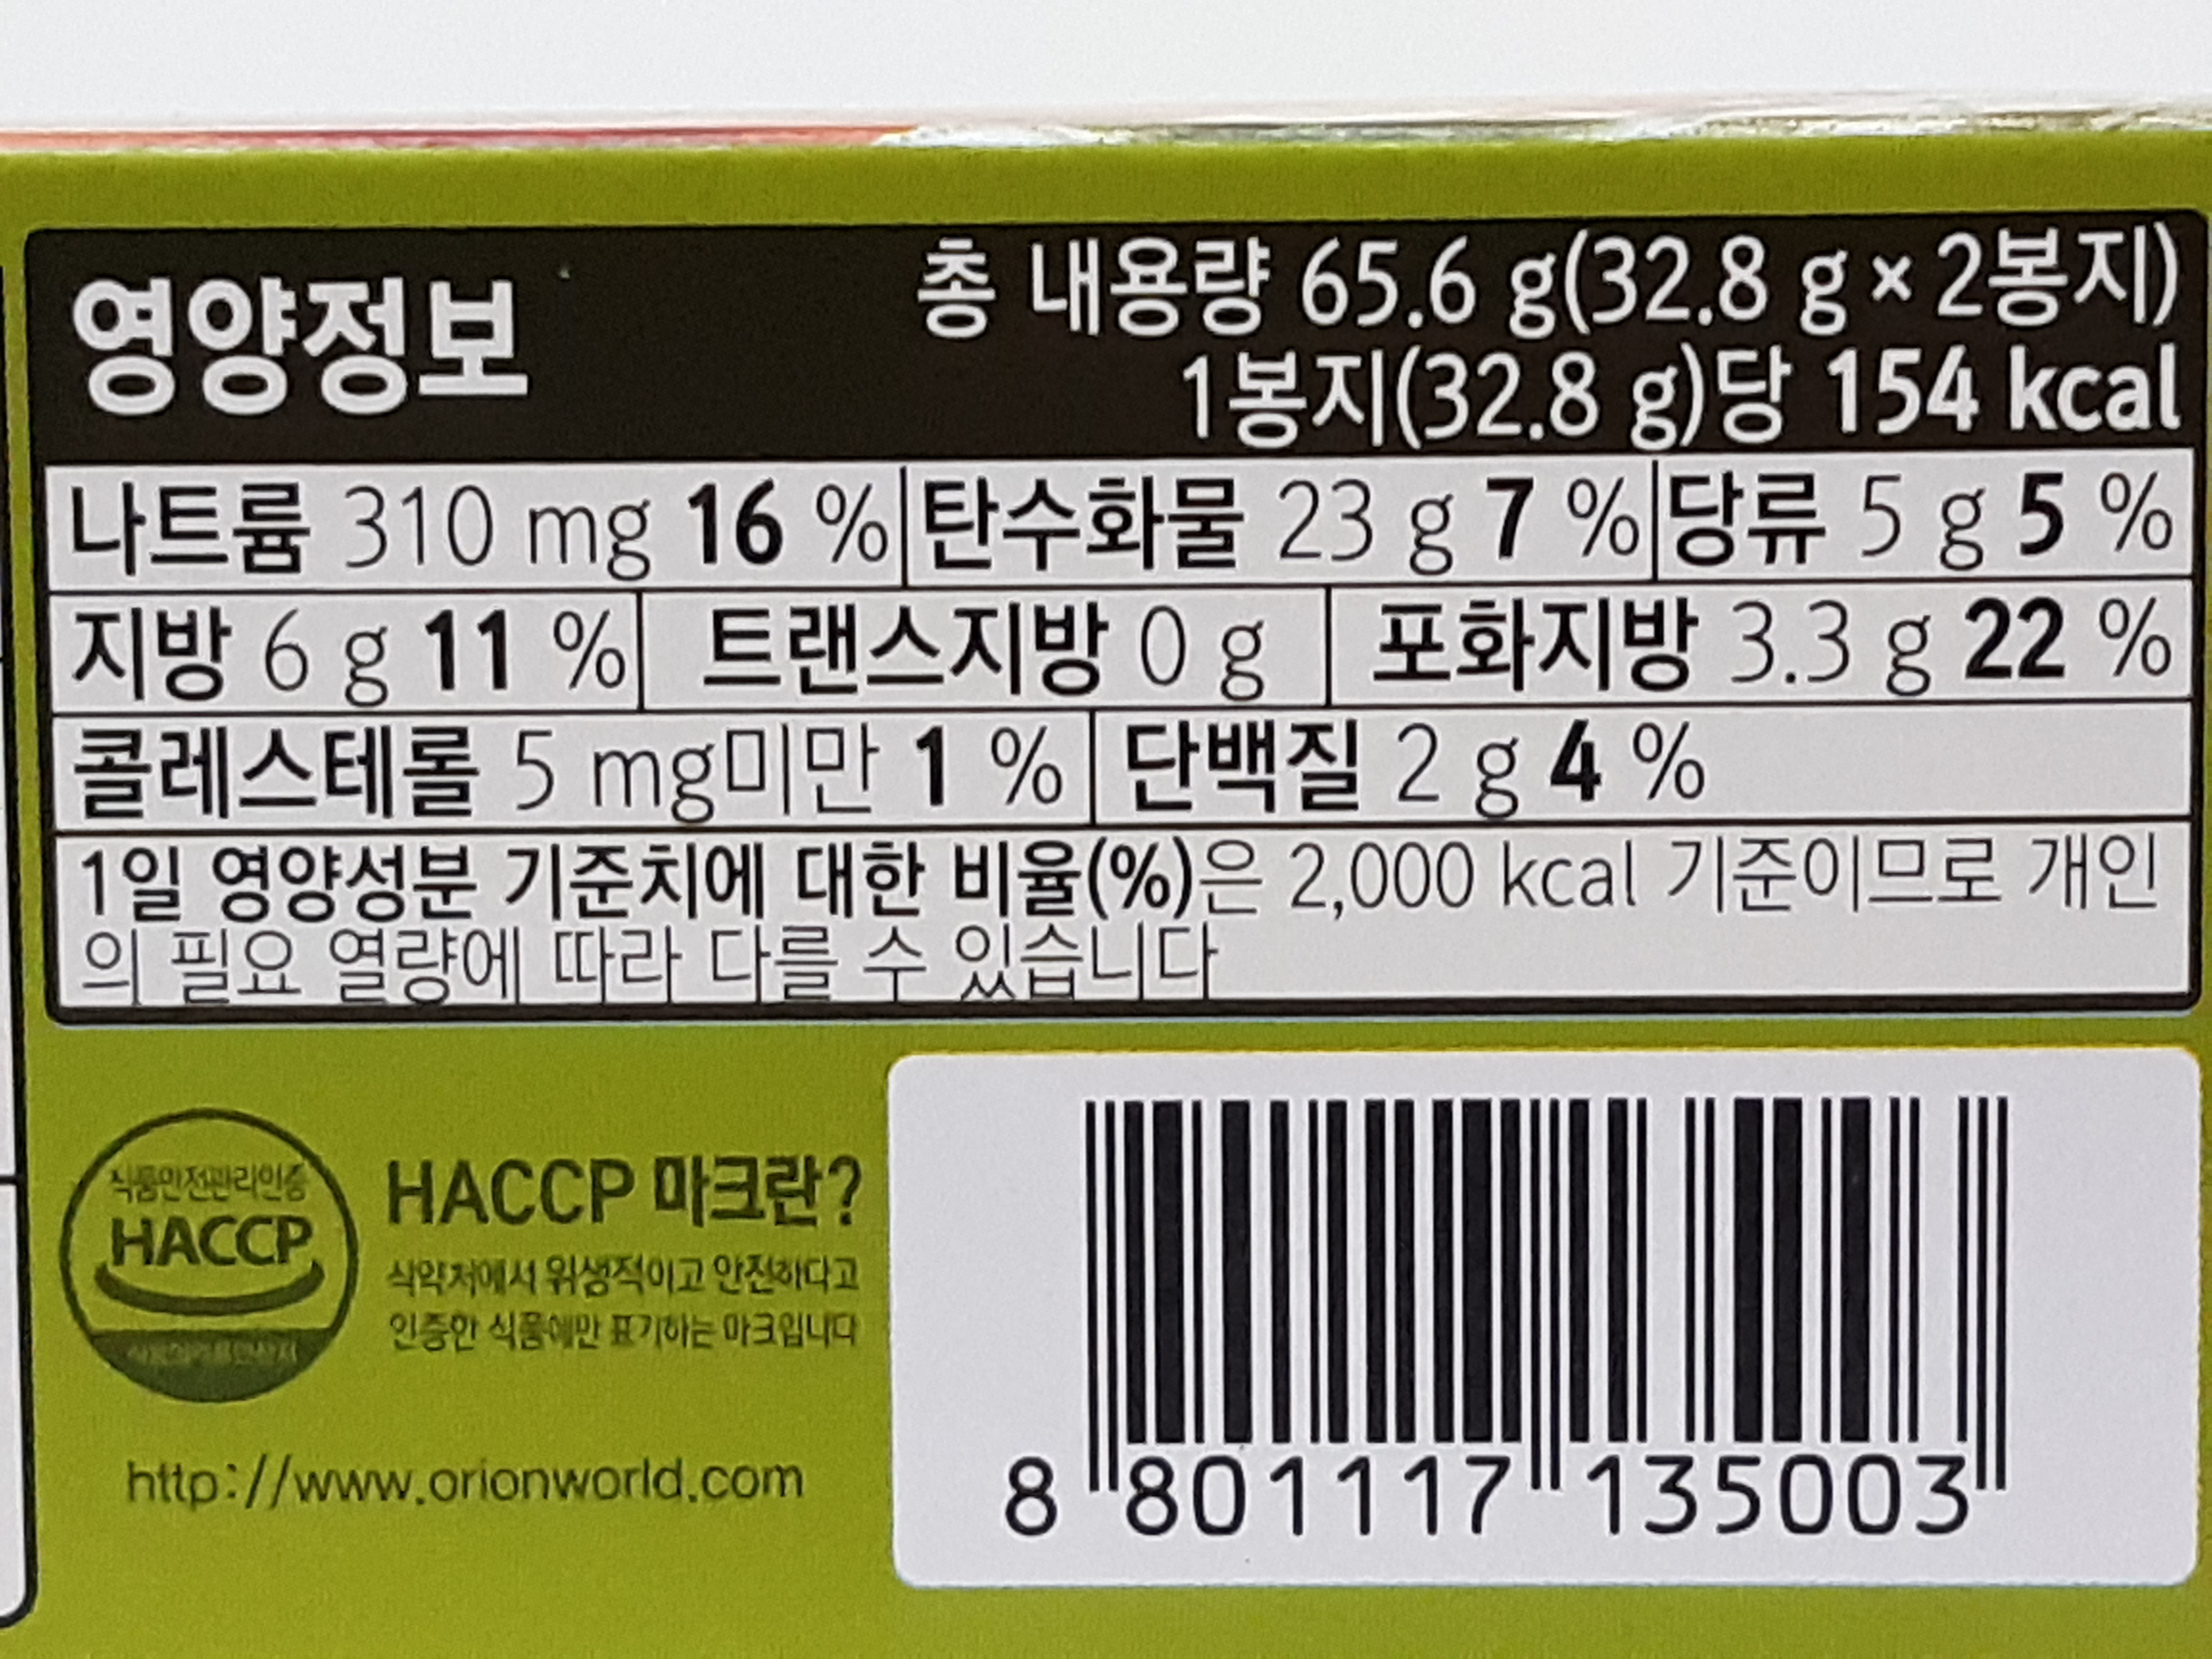 영양정보
총 내용량 65.6 g(32.8 g × 2봉지)
1봉지(32.8 g)당 154 kcal
나트륨 310 mg 16 % 탄수화물 23 g 7 % 당류 5 g 5 %
지방 6 g 11 % 트랜스지방 0 g 포화지방 3.3 g 22 %
콜레스테롤 5 mg미만 1 % 단백질 2 g 4 %
1일 영양성분 기준치에 대한 비율(%)은 2,000 kcal 기준이므로 개인
의 필요 열량에 따라 다를 수 있습니다
식품안전관리인증
HACCP
HACCP 마크란?
식약처에서 위생적이고 안전하다고
인증한 식품에만 표기하는 마크입니다
http://www.orionworld.com
8 801117 135003